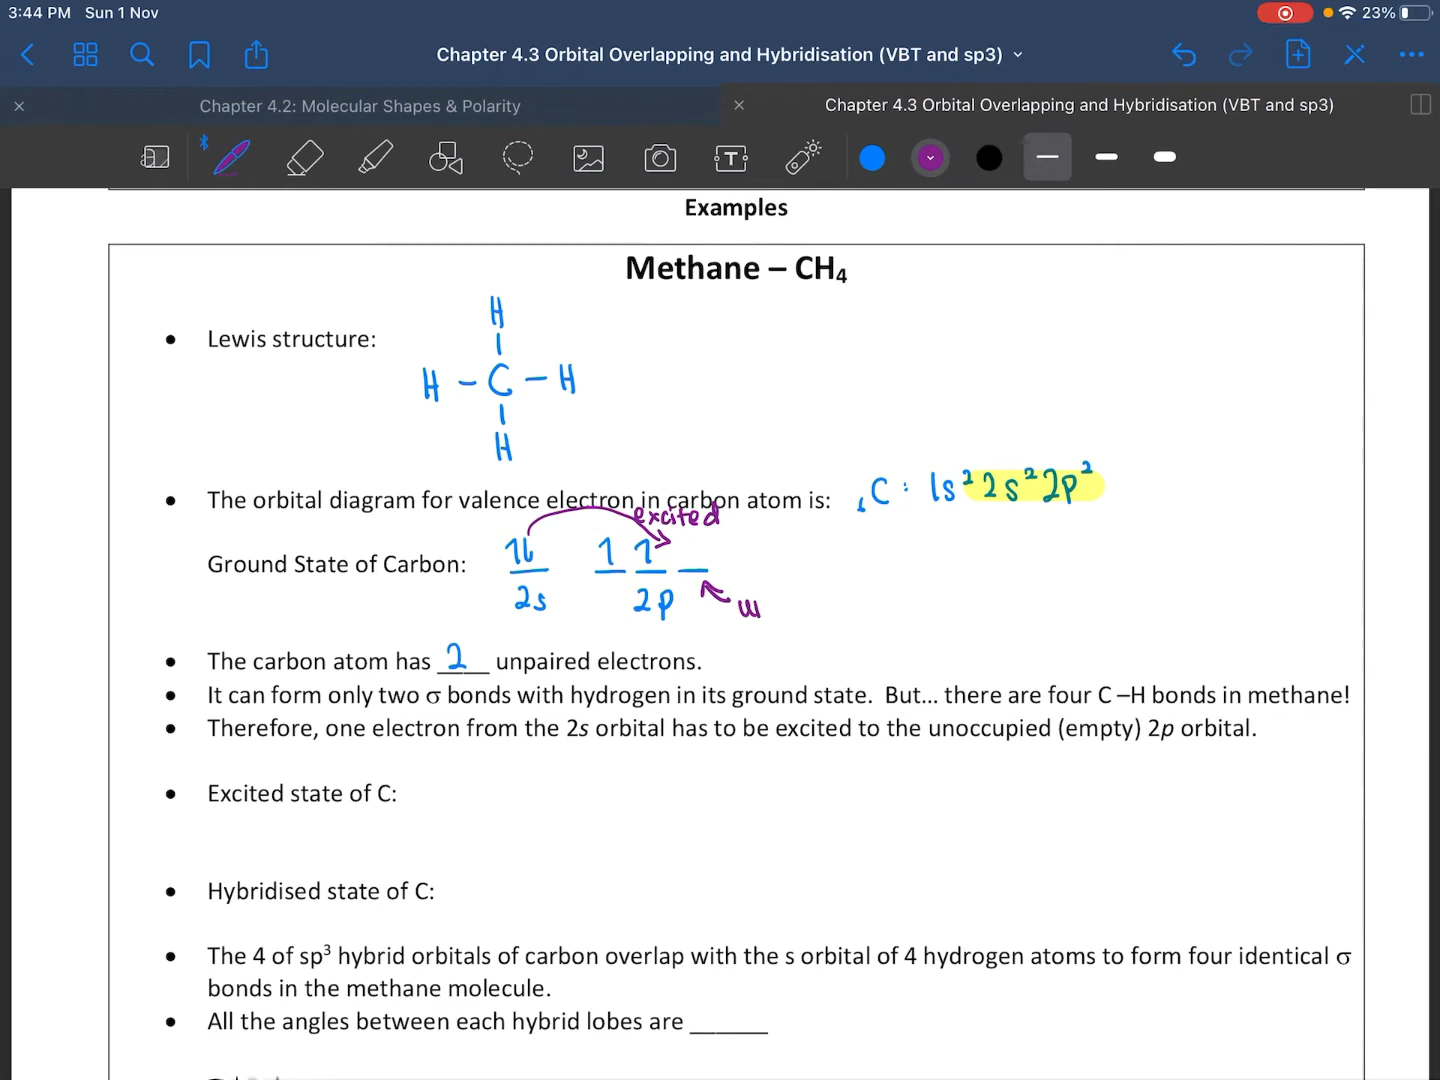 3:44 PM Sun 1 Nov 23%
Chapter 4.3 Orbital Overlapping and Hybridisation (VBT and sp3)
Chapter 4.2: Molecular Shapes & Polarity Chapter 4.3 Orbital Overlapping and Hybridisation (VBT and sp3)
T
Examples
Methane – CH₄
H
• Lewis structure:
H – C – H
H
• The orbital diagram for valence electron in carbon atom is: ₆C : 1s² 2s² 2p²
excited
Ground State of Carbon: 1⇂ 1 1
2s 2p
• The carbon atom has 2 unpaired electrons.
• It can form only two σ bonds with hydrogen in its ground state. But... there are four C –H bonds in methane!
• Therefore, one electron from the 2s orbital has to be excited to the unoccupied (empty) 2p orbital.
• Excited state of C:
• Hybridised state of C:
• The 4 of sp³ hybrid orbitals of carbon overlap with the s orbital of 4 hydrogen atoms to form four identical σ
bonds in the methane molecule.
• All the angles between each hybrid lobes are ______